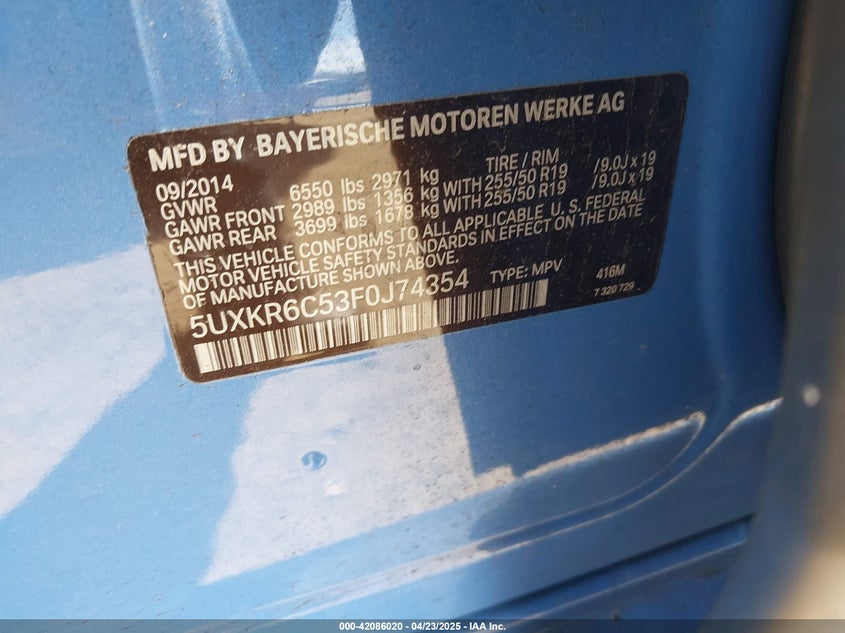 MFD BY BAYERISCHE MOTOREN WERKE AG
09/2014 TIRE / RIM
GVWR 6550 lbs 2971 kg
GAWR FRONT 2989 lbs 1356 kg WITH 255/50 R19 /9.0J x 19
GAWR REAR 3699 lbs 1678 kg WITH 255/50 R19 /9.0J x 19
THIS VEHICLE CONFORMS TO ALL APPLICABLE U. S. FEDERAL
MOTOR VEHICLE SAFETY STANDARDS IN EFFECT ON THE DATE
OF MANUFACTURE SHOWN ABOVE.
5UXKR6C53F0J74354 TYPE: MPV 416M
7 320 729
000-42086020 - 04/23/2025 - IAA Inc.